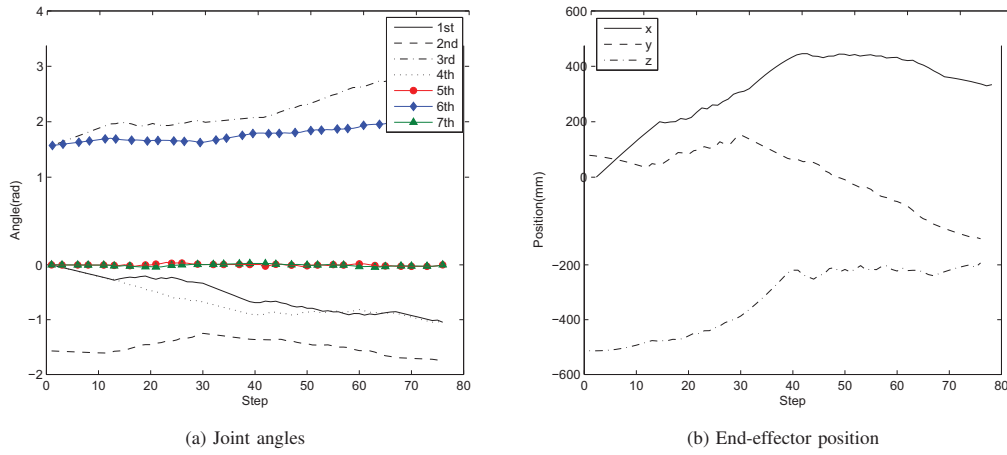 4
3
2
1
0
−1
−2
Angle(rad)
0
10
20
30
40
50
60
70
80
Step
1st
2nd
3rd
4th
5th
6th
7th
(a) Joint angles
600
400
200
0
−200
−400
−600
Position(mm)
0
10
20
30
40
50
60
70
80
Step
x
y
z
(b) End-effector position